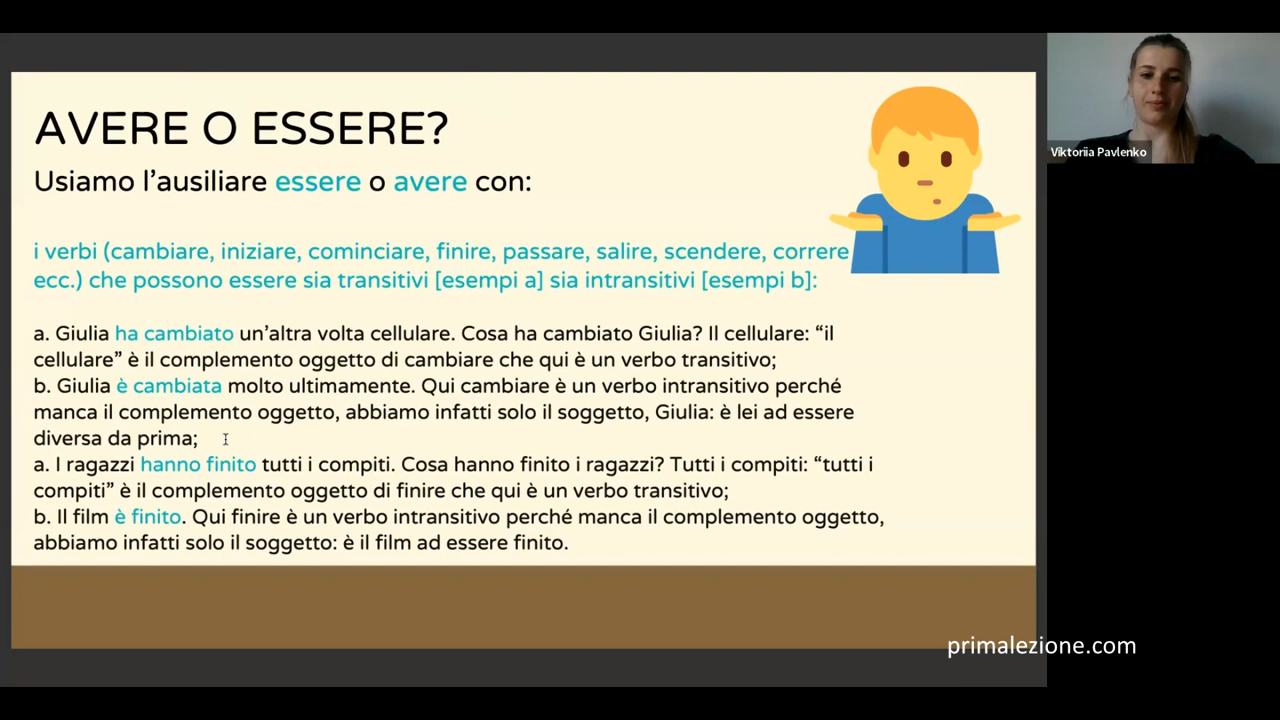 AVERE O ESSERE?
Usiamo l'ausiliare essere o avere con:
i verbi (cambiare, iniziare, cominciare, finire, passare, salire, scendere, correre
ecc.) che possono essere sia transitivi [esempi a] sia intransitivi [esempi b]:
a. Giulia ha cambiato un'altra volta cellulare. Cosa ha cambiato Giulia? Il cellulare: “il
cellulare” è il complemento oggetto di cambiare che qui è un verbo transitivo;
b. Giulia è cambiata molto ultimamente. Qui cambiare è un verbo intransitivo perché
manca il complemento oggetto, abbiamo infatti solo il soggetto, Giulia: è lei ad essere
diversa da prima;
a. I ragazzi hanno finito tutti i compiti. Cosa hanno finito i ragazzi? Tutti i compiti: “tutti i
compiti” è il complemento oggetto di finire che qui è un verbo transitivo;
b. Il film è finito. Qui finire è un verbo intransitivo perché manca il complemento oggetto,
abbiamo infatti solo il soggetto: è il film ad essere finito.
Viktoriia Pavlenko
primalezione.com